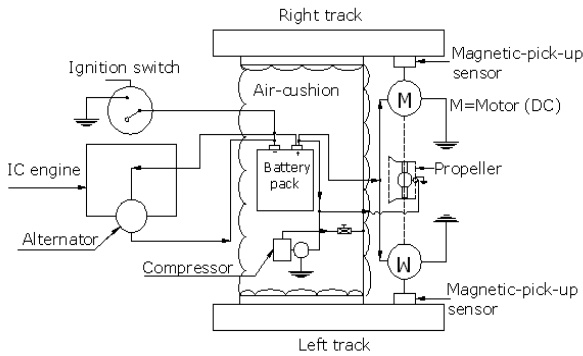 Right track
Ignition switch
Magnetic-pick-up
sensor
Air-cushion
M
M=Motor (DC)
IC engine
- +
Battery
pack
Propeller
Alternator
Compressor
M
Magnetic-pick-up
sensor
Left track